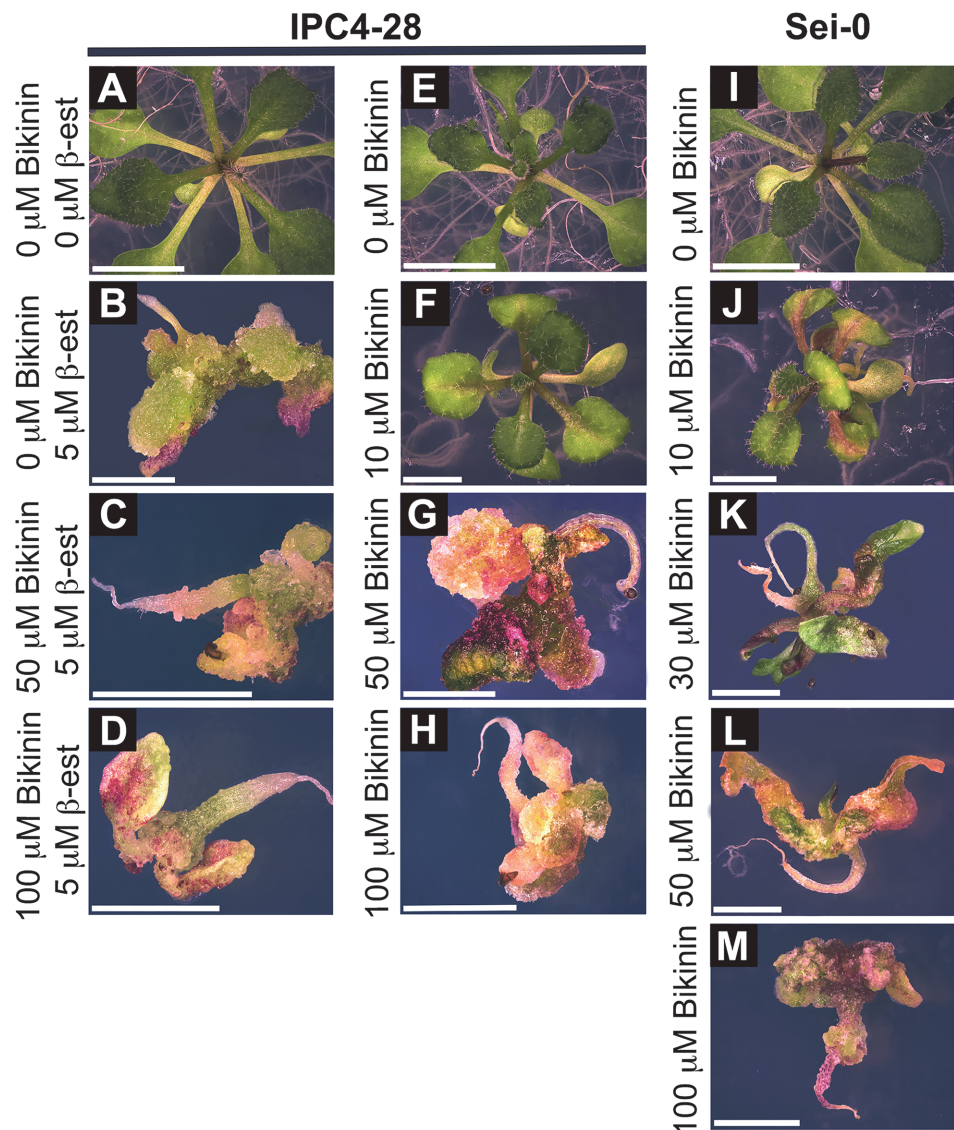 IPC4-28
Sei-0
0 µM Bikinin
0 µM β-est
A
0 µM Bikinin
E
0 µM Bikinin
I
0 µM Bikinin
5 µM β-est
B
10 µM Bikinin
F
10 µM Bikinin
J
50 µM Bikinin
5 µM β-est
C
50 µM Bikinin
G
30 µM Bikinin
K
100 µM Bikinin
5 µM β-est
D
100 µM Bikinin
H
50 µM Bikinin
L
100 µM Bikinin
M